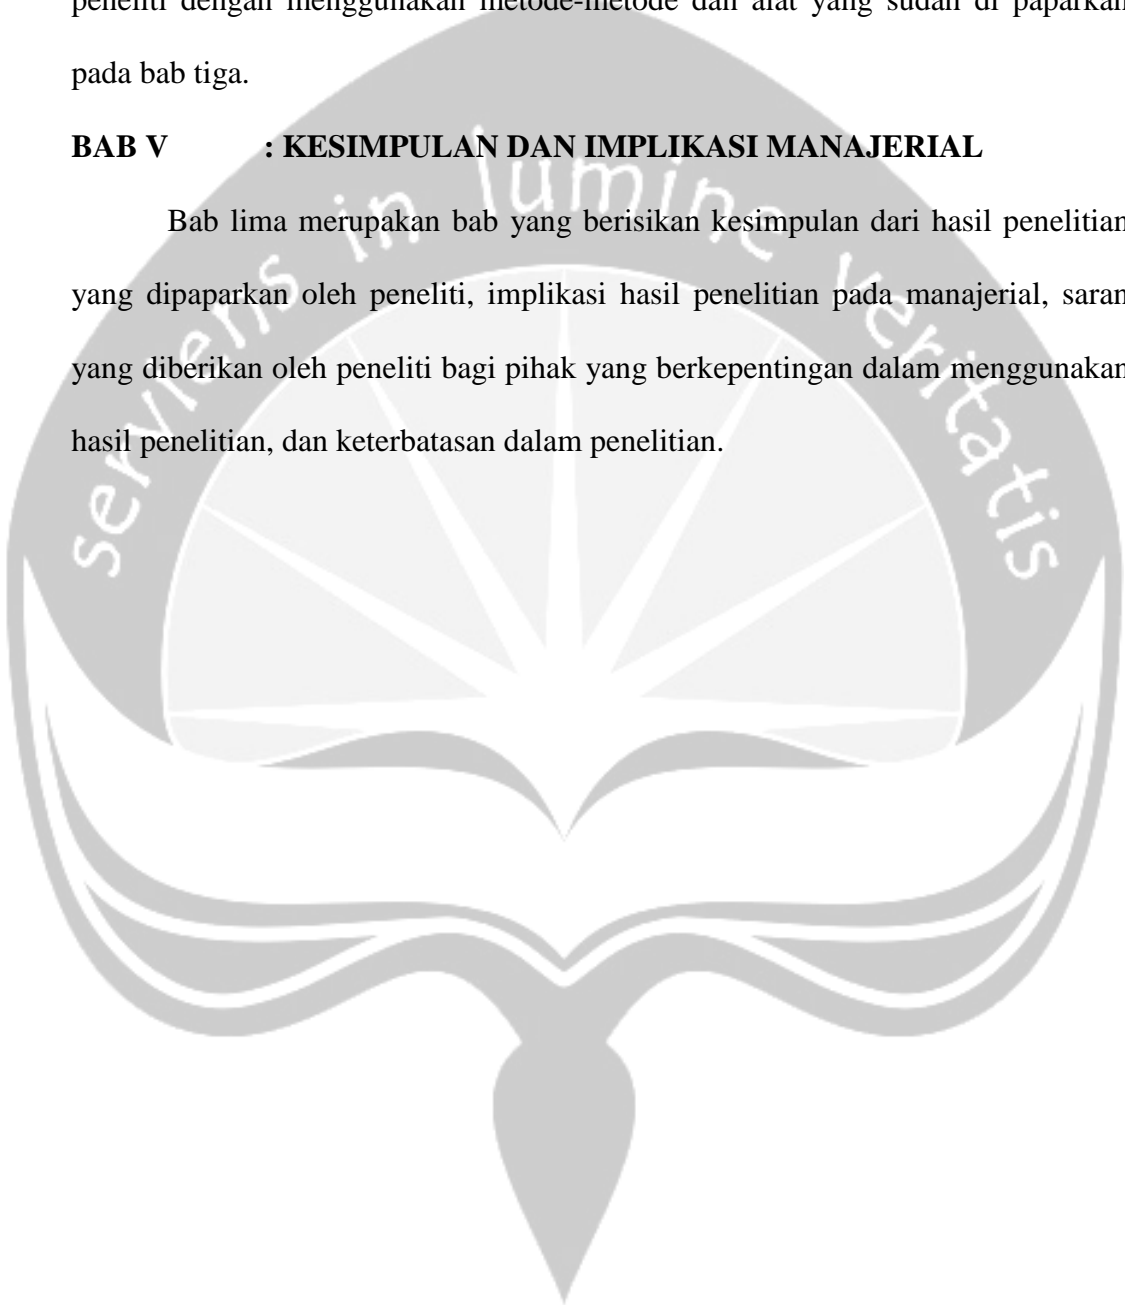 peneliti dengan menggunakan metode-metode dan alat yang sudah di paparkan
pada bab tiga.
BAB V : KESIMPULAN DAN IMPLIKASI MANAJERIAL
Bab lima merupakan bab yang berisikan kesimpulan dari hasil penelitian
yang dipaparkan oleh peneliti, implikasi hasil penelitian pada manajerial, saran
yang diberikan oleh peneliti bagi pihak yang berkepentingan dalam menggunakan
hasil penelitian, dan keterbatasan dalam penelitian.
serviens in lumine veritatis